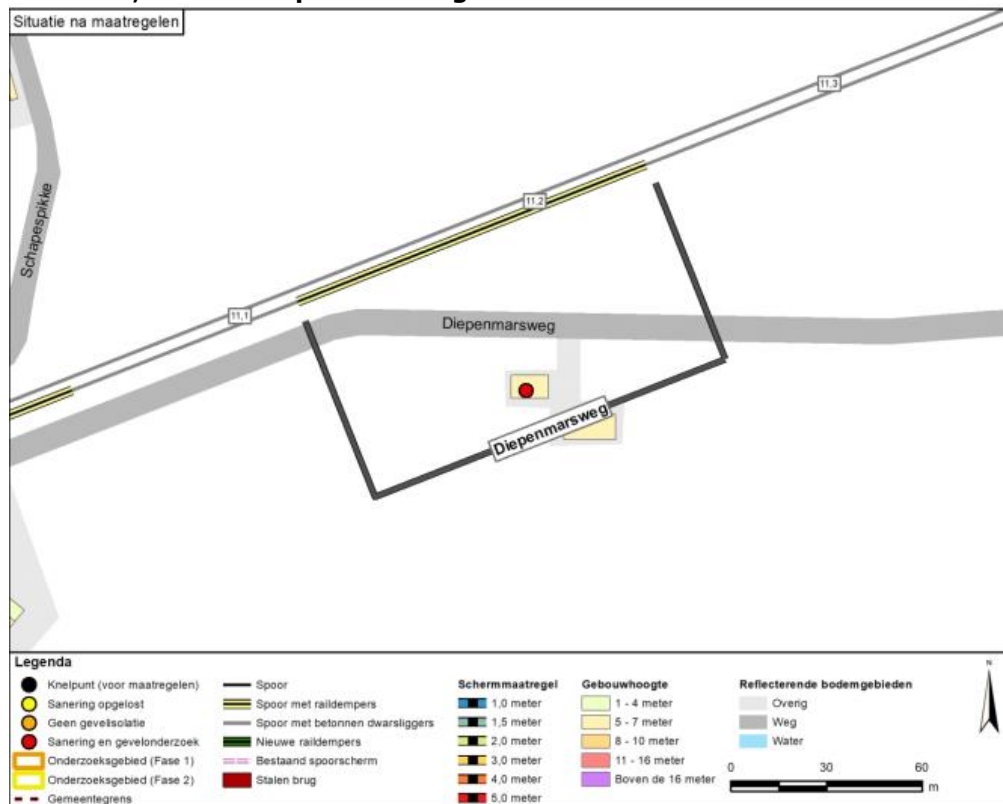 Situatie na maatregelen
11.3
11.2
Schapespikke
11.1
Diepenmarsweg
Diepenmarsweg
Legenda
Knelpunt (voor maatregelen)
Sanering opgelost
Geen gevelisolatie
Sanering en gevelonderzoek
Onderzoeksgebied (Fase 1)
Onderzoeksgebied (Fase 2)
Gemeentegrens
Spoor
Spoor met raildempers
Spoor met betonnen dwarsliggers
Nieuwe raildempers
Bestaand spoorscherm
Stalen brug
Schermmaatregel
1,0 meter
1,5 meter
2,0 meter
3,0 meter
4,0 meter
5,0 meter
Gebouwhoogte
1 - 4 meter
5 - 7 meter
8 - 10 meter
11 - 16 meter
Boven de 16 meter
Reflecterende bodemgebieden
Overig
Weg
Water
N
0 30 60
m